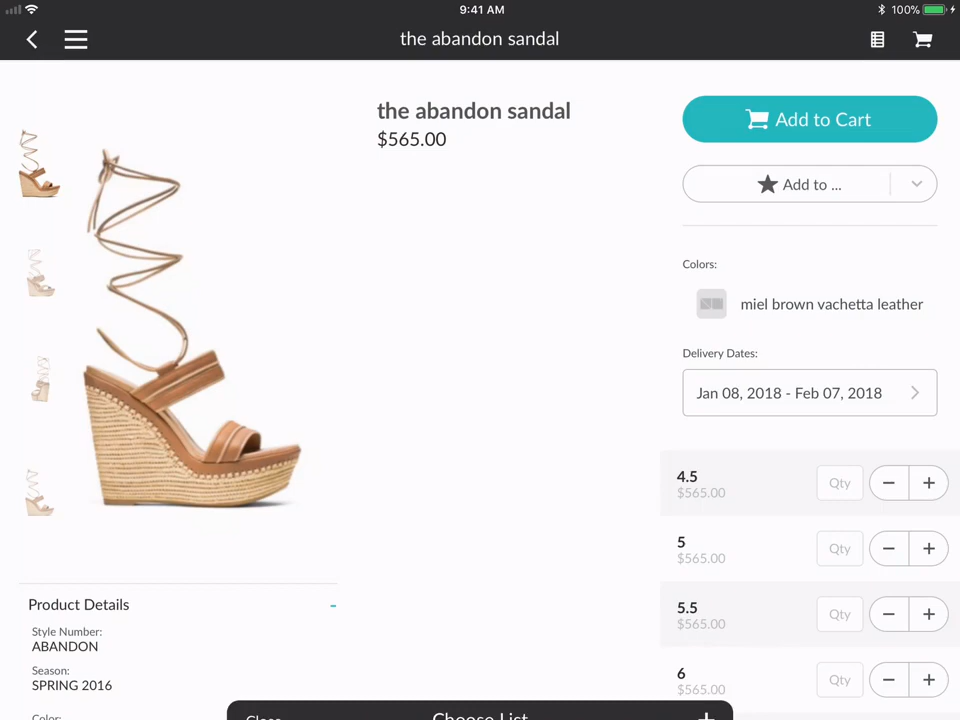 9:41 AM
100%
the abandon sandal
the abandon sandal
$565.00
Add to Cart
Add to ...
Colors:
miel brown vachetta leather
Delivery Dates:
Jan 08, 2018 - Feb 07, 2018
4.5
$565.00
Qty
5
$565.00
Qty
5.5
$565.00
Qty
6
$565.00
Qty
Product Details
Style Number:
ABANDON
Season:
SPRING 2016
Color:
Close
Choose List